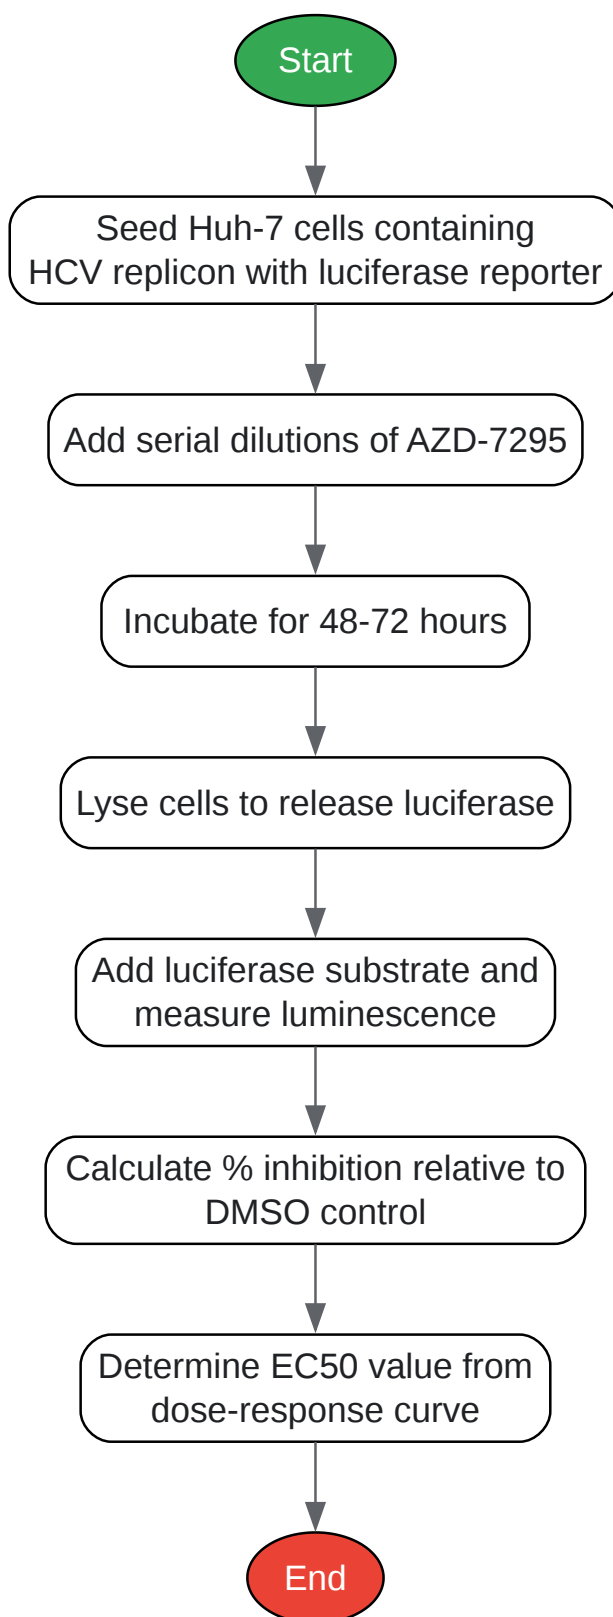 Start
Seed Huh-7 cells containing
HCV replicon with luciferase reporter
Add serial dilutions of AZD-7295
Incubate for 48-72 hours
Lyse cells to release luciferase
Add luciferase substrate and
measure luminescence
Calculate % inhibition relative to
DMSO control
Determine EC50 value from
dose-response curve
End